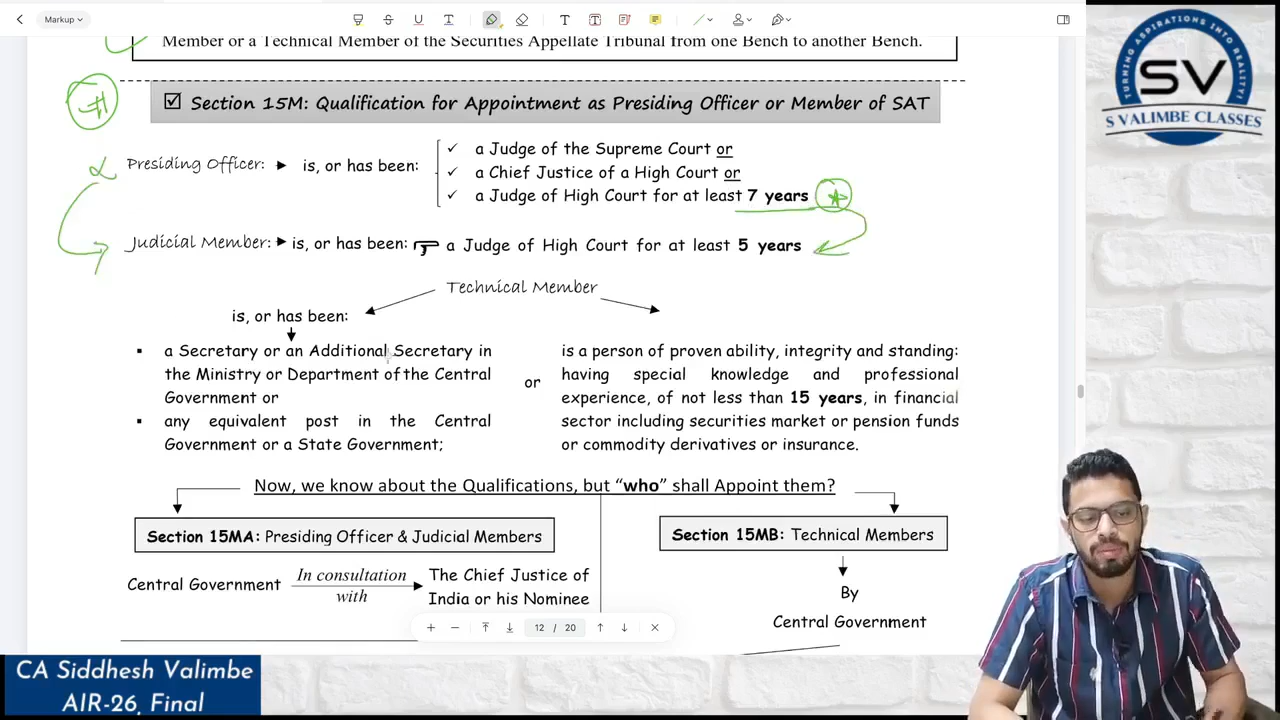 Markup
Member or a Technical Member of the Securities Appellate Tribunal from one Bench to another Bench.
Section 15M: Qualification for Appointment as Presiding Officer or Member of SAT
Presiding Officer: is, or has been:
a Judge of the Supreme Court or
a Chief Justice of a High Court or
a Judge of High Court for at least 7 years
Judicial Member: is, or has been: a Judge of High Court for at least 5 years
Technical Member
is, or has been:
a Secretary or an Additional Secretary in
the Ministry or Department of the Central
Government or
any equivalent post in the Central
Government or a State Government;
or
is a person of proven ability, integrity and standing:
having special knowledge and professional
experience, of not less than 15 years, in financial
sector including securities market or pension funds
or commodity derivatives or insurance.
Now, we know about the Qualifications, but “who” shall Appoint them?
Section 15MA: Presiding Officer & Judicial Members
Central Government In consultation with The Chief Justice of
India or his Nominee
Section 15MB: Technical Members
By
Central Government
12 / 20
TURNING ASPIRATIONS INTO REALITY!
SV
S VALIMBE CLASSES
CA Siddhesh Valimbe
AIR-26, Final